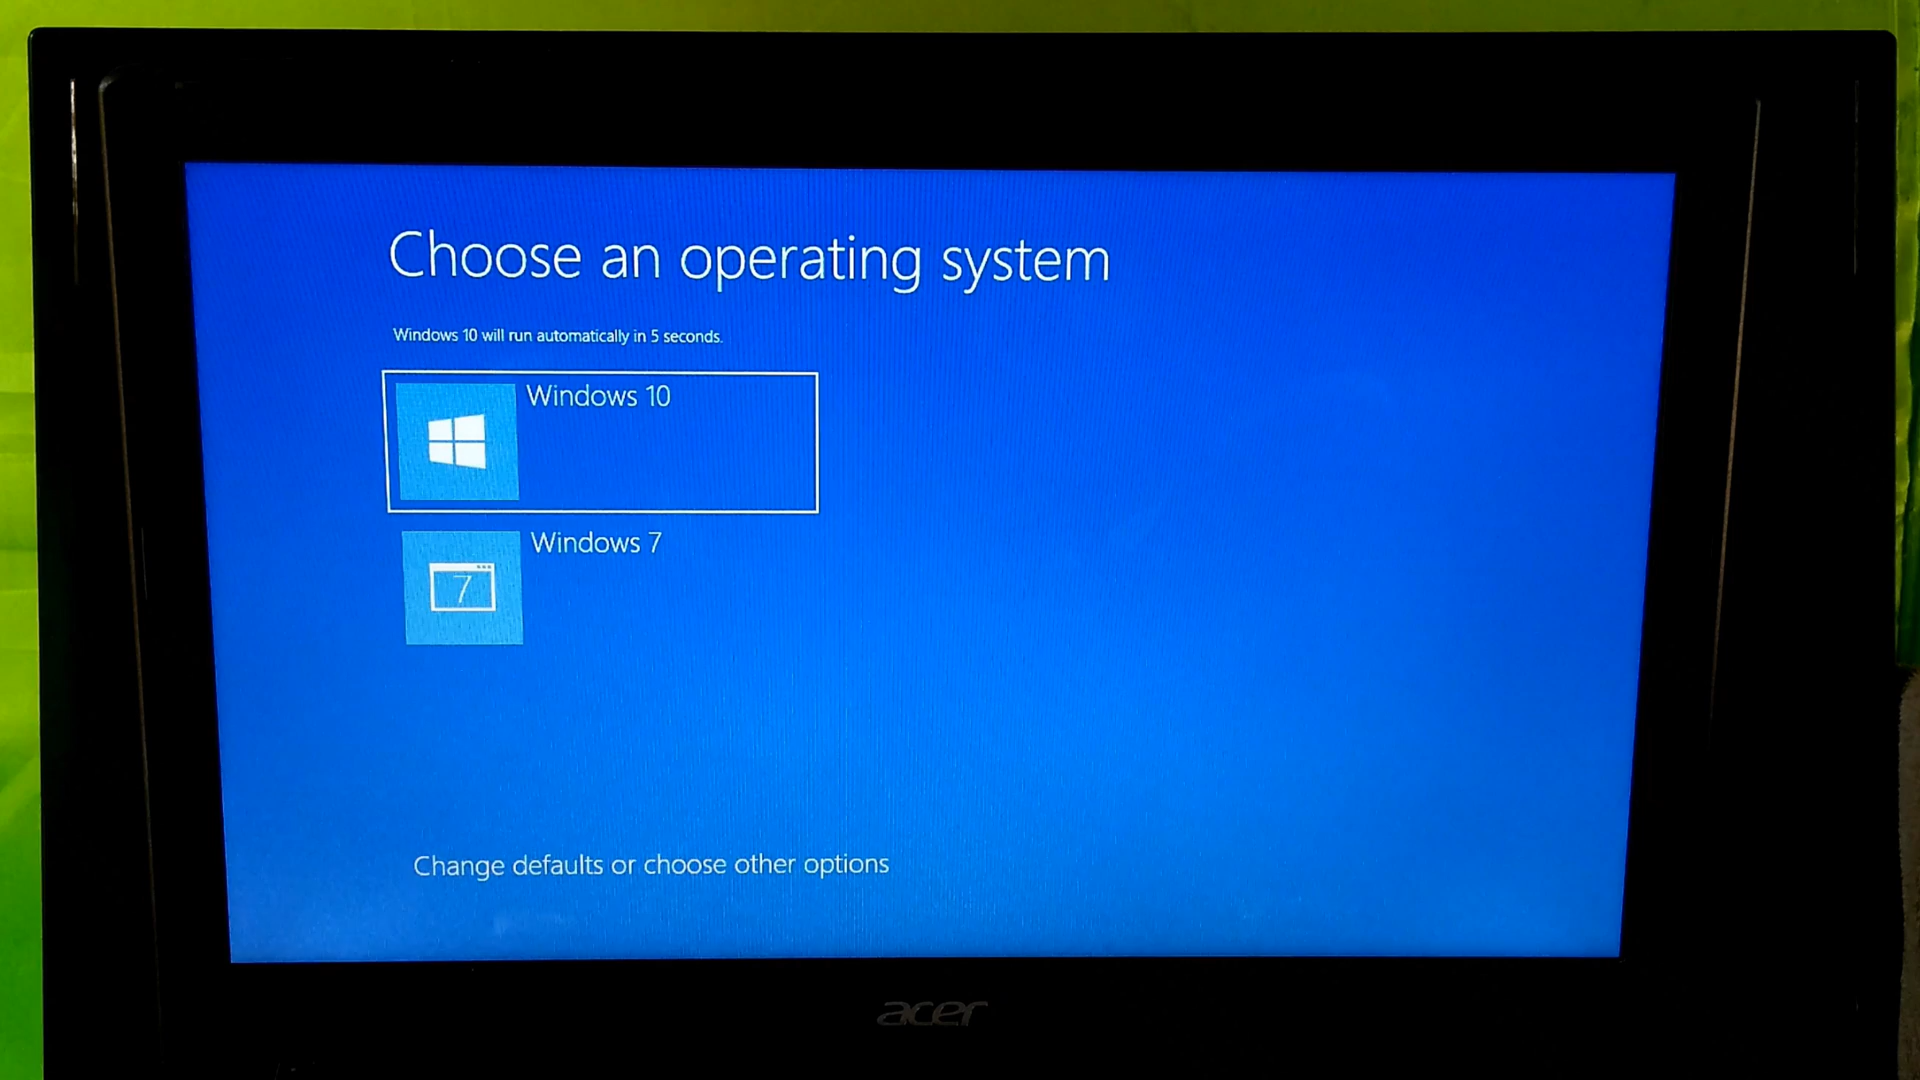 Choose an operating system
Windows 10 will run automatically in 5 seconds.
Windows 10
Windows 7
7
Change defaults or choose other options
acer